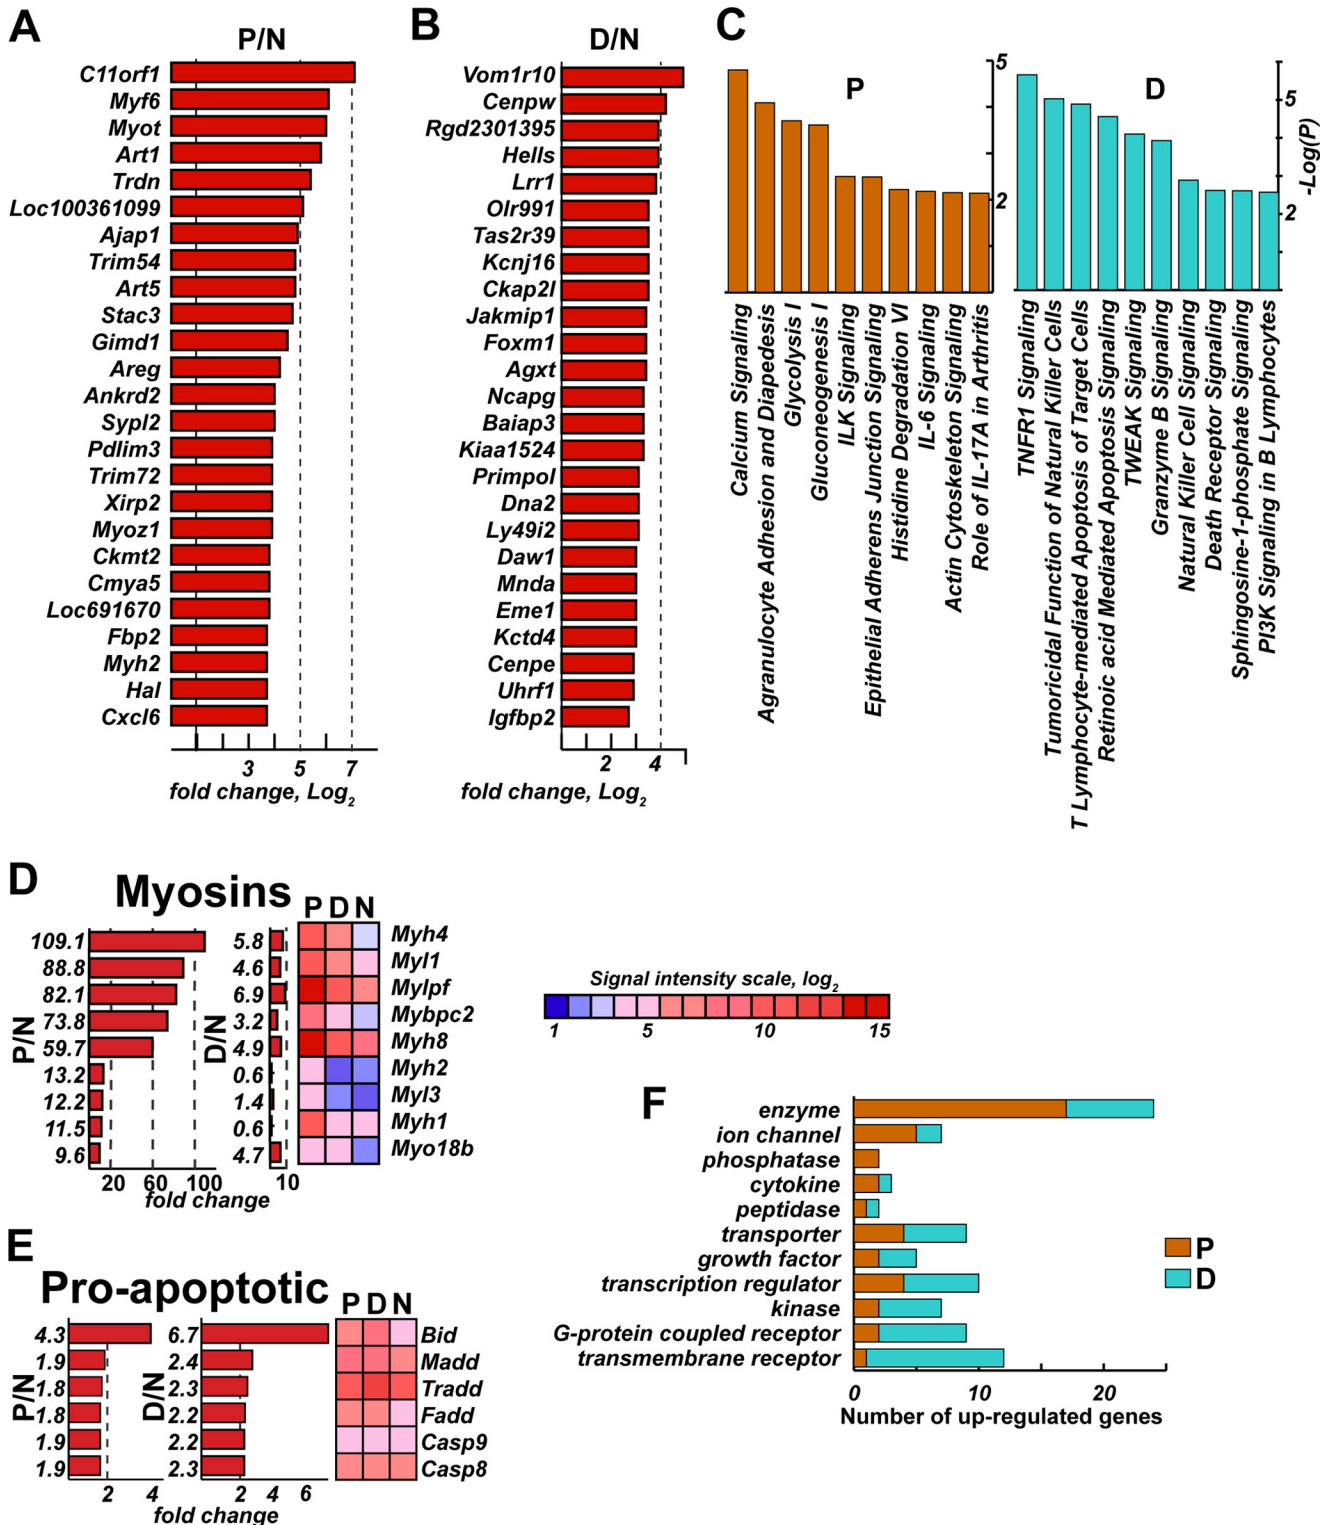 A
P/N
C11orf1
Myf6
Myot
Art1
Trdn
Loc100361099
Ajap1
Trim54
Art5
Stac3
Gimd1
Areg
Ankrd2
Sypl2
Pdlim3
Trim72
Xirp2
Myoz1
Ckmt2
Cmya5
Loc691670
Fbp2
Myh2
Hal
Cxcl6
3 5 7
fold change, Log2
B
D/N
Vom1r10
Cenpw
Rgd2301395
Hells
Lrr1
Olr991
Tas2r39
Kcnj16
Ckap2l
Jakmip1
Foxm1
Agxt
Ncapg
Baiap3
Kiaa1524
Primpol
Dna2
Ly49i2
Daw1
Mnda
Eme1
Kctd4
Cenpe
Uhrf1
Igfbp2
2 4
fold change, Log2
C
P
5
2
Calcium Signaling
Agranulocyte Adhesion and Diapedesis
Glycolysis I
Gluconeogenesis I
ILK Signaling
Epithelial Adherens Junction Signaling
Histidine Degradation VI
IL-6 Signaling
Actin Cytoskeleton Signaling
Role of IL-17A in Arthritis
D
5
2
-Log(P)
TNFR1 Signaling
Tumoricidal Function of Natural Killer Cells
T Lymphocyte-mediated Apoptosis of Target Cells
Retinoic acid Mediated Apoptosis Signaling
TWEAK Signaling
Granzyme B Signaling
Natural Killer Cell Signaling
Death Receptor Signaling
Sphingosine-1-phosphate Signaling
PI3K Signaling in B Lymphocytes
D
Myosins
P D N
109.1 5.8 Myh4
88.8 4.6 Myl1
82.1 6.9 Mylpf
73.8 3.2 Mybpc2
59.7 4.9 Myh8
13.2 0.6 Myh2
12.2 1.4 Myl3
11.5 0.6 Myh1
9.6 4.7 Myo18b
P/N
D/N
20 60 100 10
fold change
Signal intensity scale, log2
1 5 10 15
E
Pro-apoptotic
P D N
4.3 6.7 Bid
1.9 2.4 Madd
1.8 2.3 Tradd
1.8 2.2 Fadd
1.9 2.2 Casp9
1.9 2.3 Casp8
P/N
D/N
2 4 2 4 6
fold change
F
enzyme
ion channel
phosphatase
cytokine
peptidase
transporter
growth factor
transcription regulator
kinase
G-protein coupled receptor
transmembrane receptor
P
D
0 10 20
Number of up-regulated genes